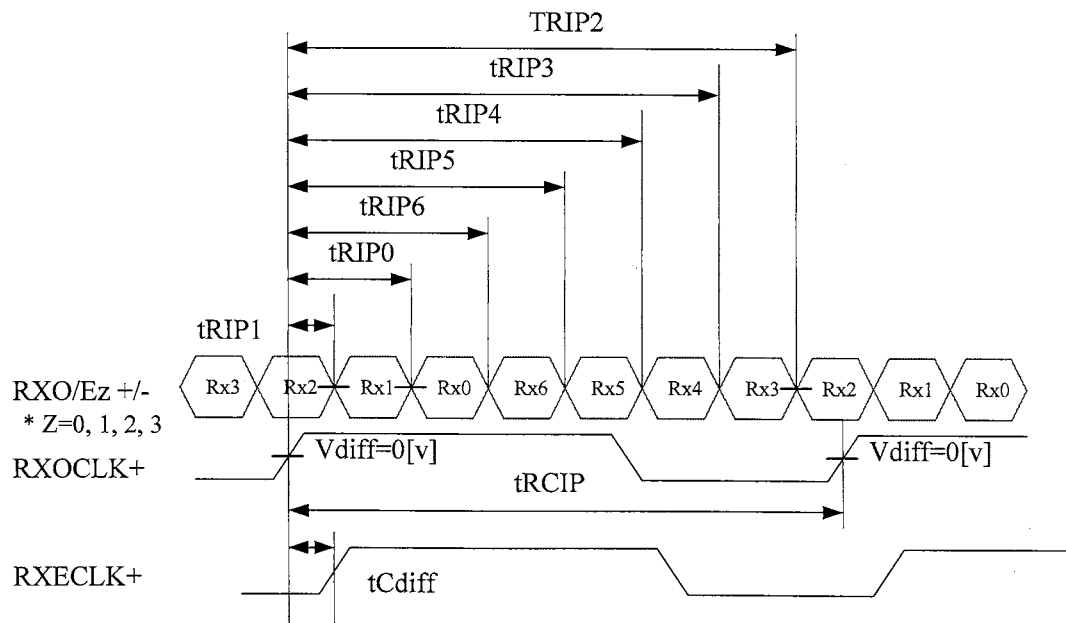 TRIP2
tRIP3
tRIP4
tRIP5
tRIP6
tRIP0
tRIP1
RXO/Ez +/-
Rx3 Rx2 Rx1 Rx0 Rx6 Rx5 Rx4 Rx3 Rx2 Rx1 Rx0
* Z=0, 1, 2, 3
RXOCLK+
Vdiff=0[v]
Vdiff=0[v]
tRCIP
RXECLK+
tCdiff